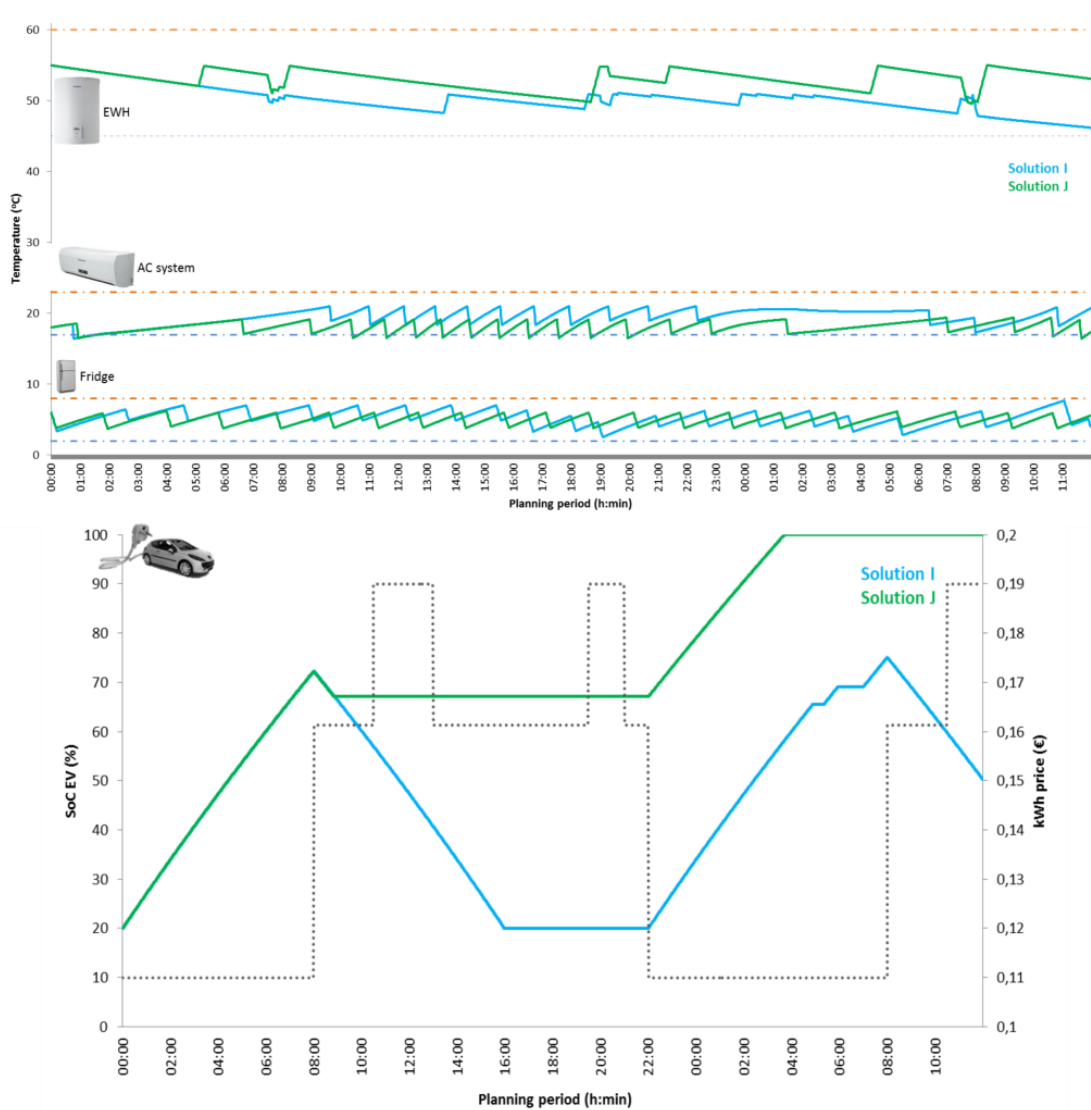 60
50
40
30
20
10
0
Temperature (ºC)
EWH
Solution I
Solution J
AC system
Fridge
00:00 01:00 02:00 03:00 04:00 05:00 06:00 07:00 08:00 09:00 10:00 11:00 12:00 13:00 14:00 15:00 16:00 17:00 18:00 19:00 20:00 21:00 22:00 23:00 00:00 01:00 02:00 03:00 04:00 05:00 06:00 07:00 08:00 09:00 10:00 11:00
Planning period (h:min)
100
90
80
70
60
50
40
30
20
10
0
SoC EV (%)
Solution I
Solution J
0,2
0,19
0,18
0,17
0,16
0,15
0,14
0,13
0,12
0,11
0,1
kWh price (€)
00:00 02:00 04:00 06:00 08:00 10:00 12:00 14:00 16:00 18:00 20:00 22:00 00:00 02:00 04:00 06:00 08:00 10:00
Planning period (h:min)